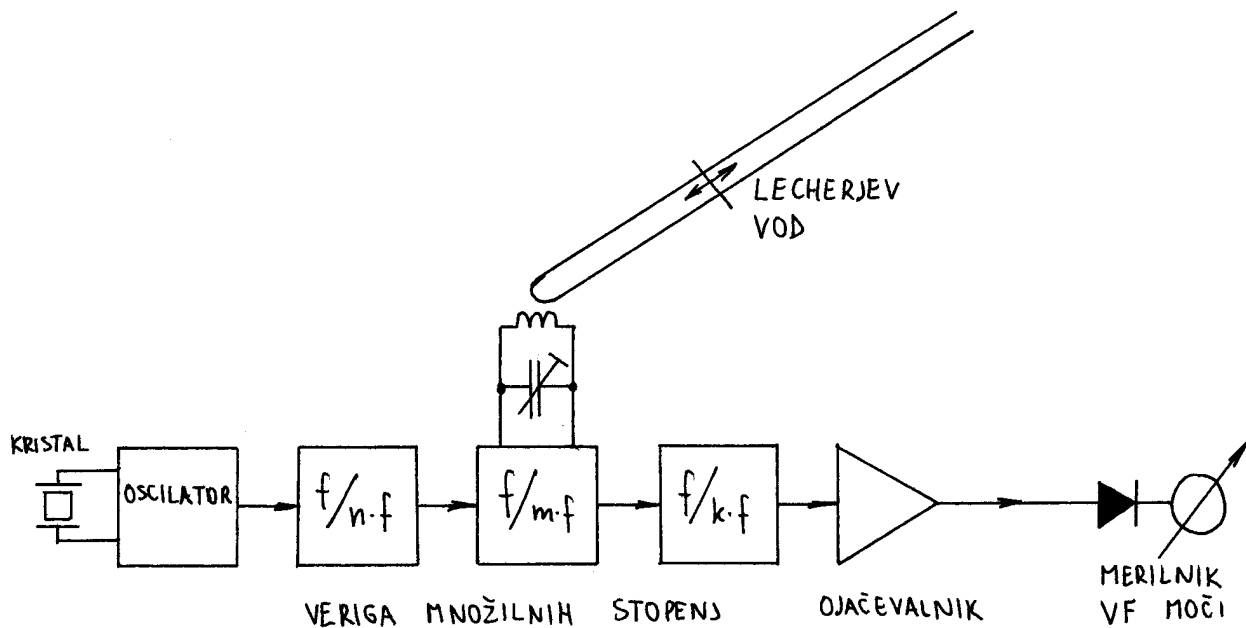 LECHERJEV
VOD
KRISTAL
OSCILATOR
f/n·f
f/m·f
f/k·f
VERIGA MNOŽILNIH STOPENJ
OJAČEVALNIK
MERILNIK
VF MOČI